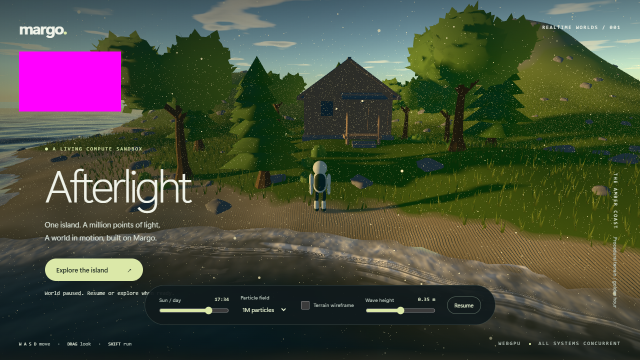 margo.
REALTIME WORLDS / 001
A LIVING COMPUTE SANDBOX
Afterlight
One island. A million points of light.
A world in motion, built on Margo.
Explore the island ↗
World paused. Resume or explore
Sun / day 17:34
Particle field
1M particles
Terrain wireframe
Wave height 0.35 m
Resume
THE AMBER COAST
W A S D move · DRAG look · SHIFT run
WEBGPU • ALL SYSTEMS CONCURRENT